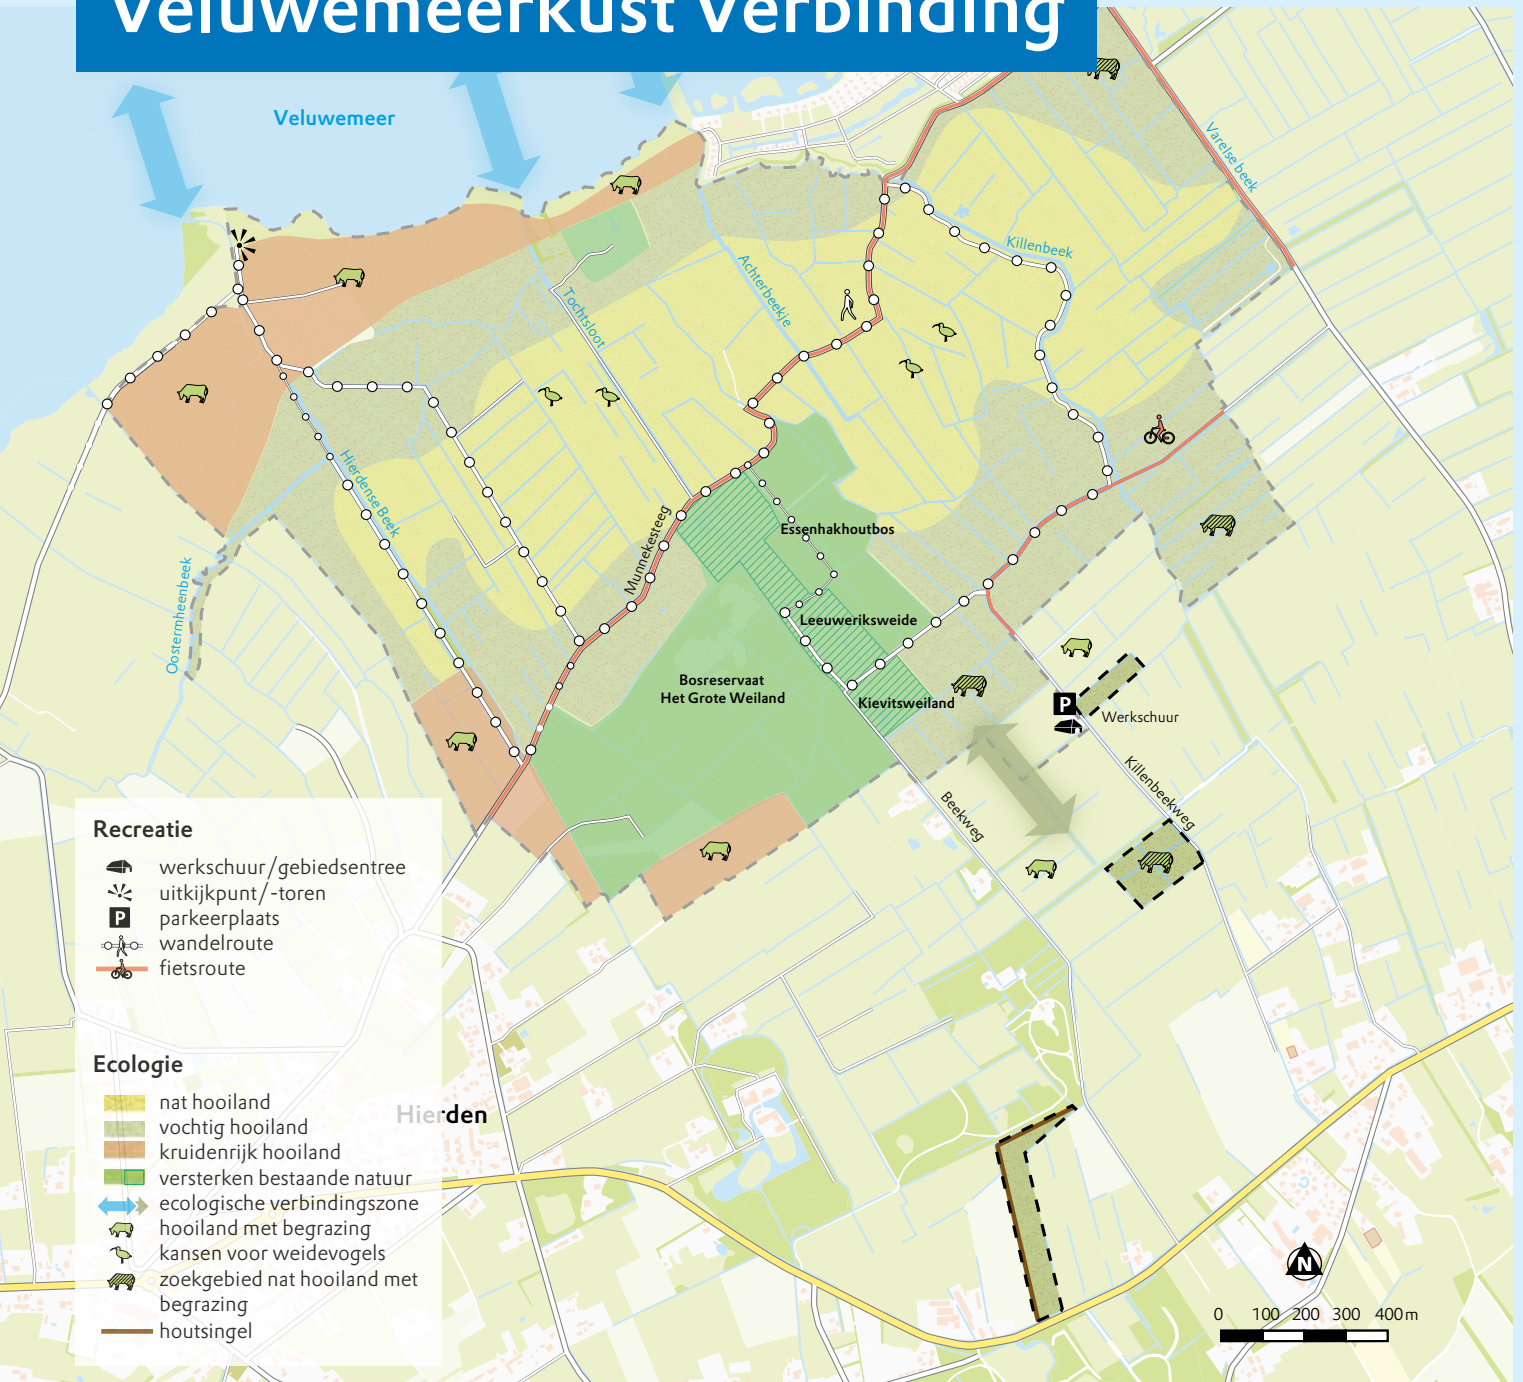 Veluwemeerkust Verbinding
Veluwemeer
Varelse beek
Killenbeek
Achterbeekje
Tochtsloot
Hierdense Beek
Oostermheenbeek
Munnekesteeg
Essenhakhoutbos
Leeuweriksweide
Bosreservaat
Het Grote Weiland
Kievitsweiland
P
Werkschuur
Killenbeekweg
Beekweg
Hierden
Recreatie
werkschuur/gebiedsentree
uitkijkpunt/-toren
P parkeerplaats
wandelroute
fietsroute
Ecologie
nat hooiland
vochtig hooiland
kruidenrijk hooiland
versterken bestaande natuur
ecologische verbindingszone
hooiland met begrazing
kansen voor weidevogels
zoekgebied nat hooiland met
begrazing
houtsingel
N
0 100 200 300 400m